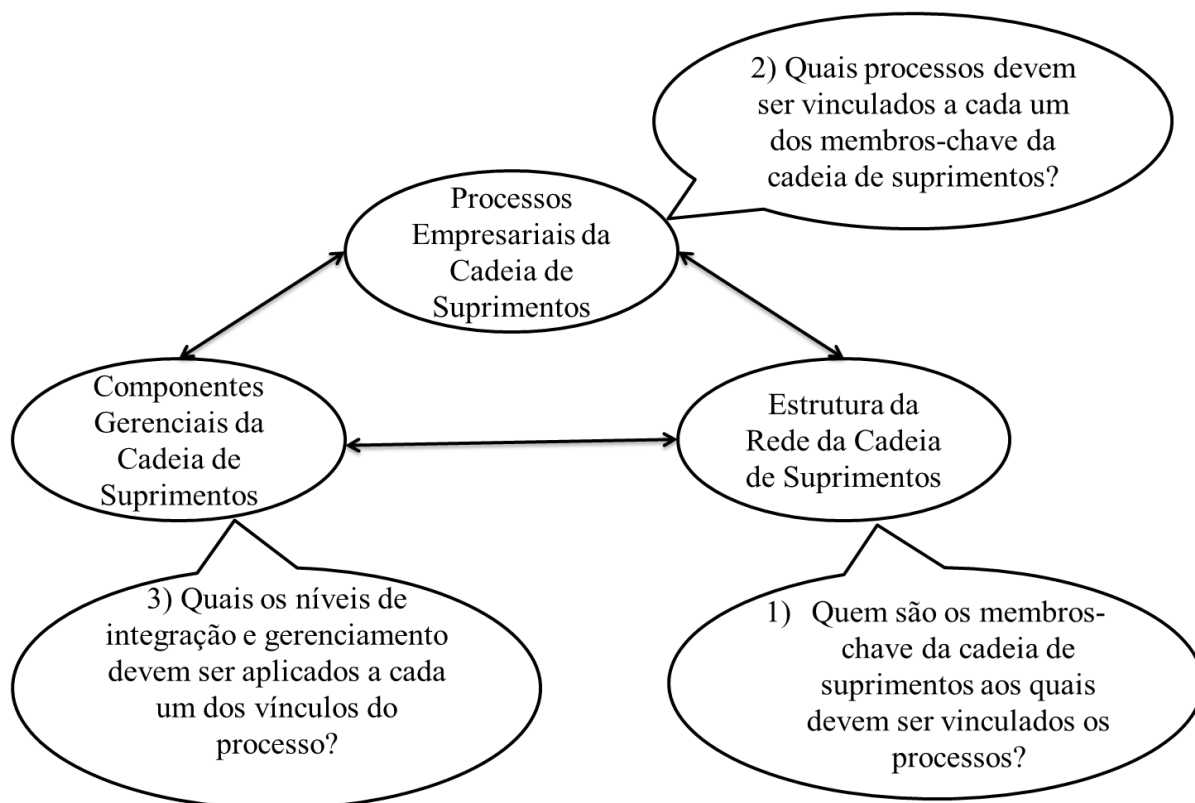 2) Quais processos devem
ser vinculados a cada um
dos membros-chave da
cadeia de suprimentos?
Processos
Empresariais da
Cadeia de
Suprimentos
Componentes
Gerenciais da
Cadeia de
Suprimentos
Estrutura da
Rede da Cadeia
de Suprimentos
3) Quais os níveis de
integração e gerenciamento
devem ser aplicados a cada
um dos vínculos do
processo?
1) Quem são os membros-
chave da cadeia de
suprimentos aos quais
devem ser vinculados os
processos?